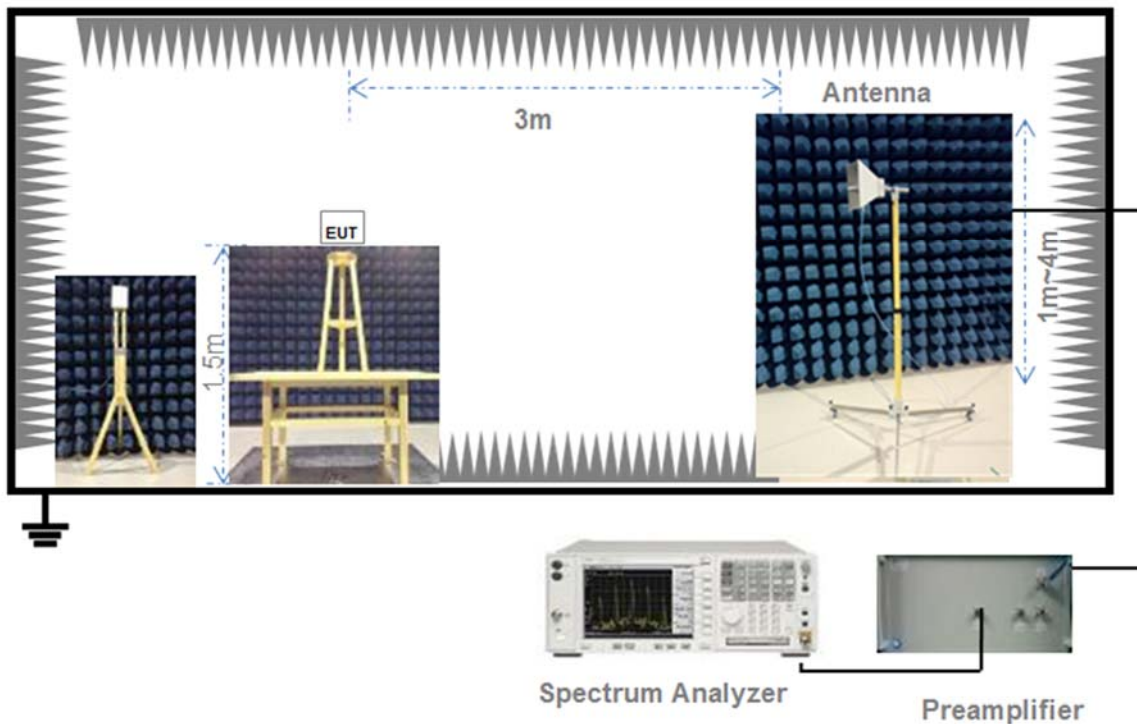 Antenna
3m
EUT
1.5m
1m~4m
Spectrum Analyzer
Preamplifier